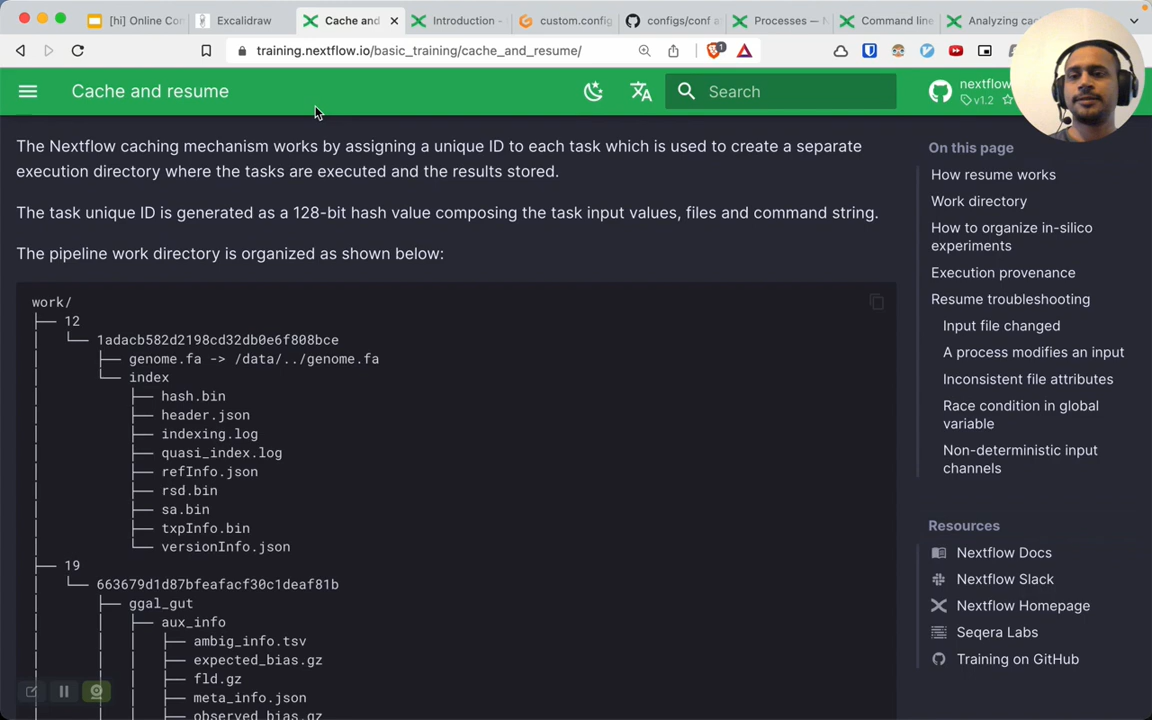 [hi] Online Co
Excalidraw
Cache and
Introduction -
custom.config
configs/conf a
Processes — N
Command line
Analyzing cac
training.nextflow.io/basic_training/cache_and_resume/
1
Cache and resume
Search
nextflow
v1.2
The Nextflow caching mechanism works by assigning a unique ID to each task which is used to create a separate
execution directory where the tasks are executed and the results stored.
The task unique ID is generated as a 128-bit hash value composing the task input values, files and command string.
The pipeline work directory is organized as shown below:
work/
├── 12
│   └── 1adacb582d2198cd32db0e6f808bce
│       ├── genome.fa -> /data/../genome.fa
│       └── index
│           ├── hash.bin
│           ├── header.json
│           ├── indexing.log
│           ├── quasi_index.log
│           ├── refInfo.json
│           ├── rsd.bin
│           ├── sa.bin
│           ├── txpInfo.bin
│           └── versionInfo.json
├── 19
│   └── 663679d1d87bfeafacf30c1deaf81b
│       ├── ggal_gut
│       │   ├── aux_info
│       │   │   ├── ambig_info.tsv
│       │   │   ├── expected_bias.gz
│       │   │   ├── fld.gz
│       │   │   ├── meta_info.json
│       │   │   ├── observed_bias.gz
On this page
How resume works
Work directory
How to organize in-silico
experiments
Execution provenance
Resume troubleshooting
Input file changed
A process modifies an input
Inconsistent file attributes
Race condition in global
variable
Non-deterministic input
channels
Resources
Nextflow Docs
Nextflow Slack
Nextflow Homepage
Seqera Labs
Training on GitHub